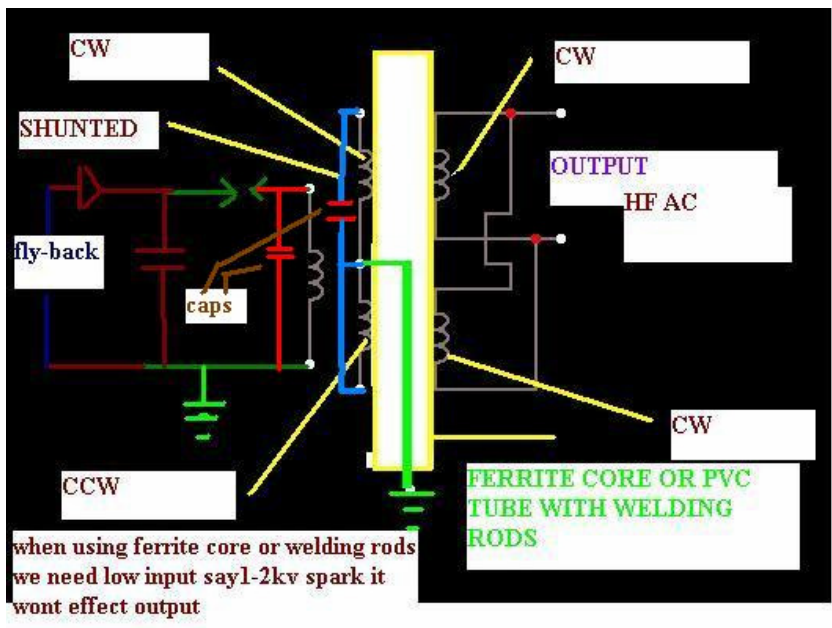 CW
CW
SHUNTED
OUTPUT
HF AC
fly-back
caps
CW
CCW
FERRITE CORE OR PVC
TUBE WITH WELDING
RODS
when using ferrite core or welding rods
we need low input say1-2kv spark it
wont effect output